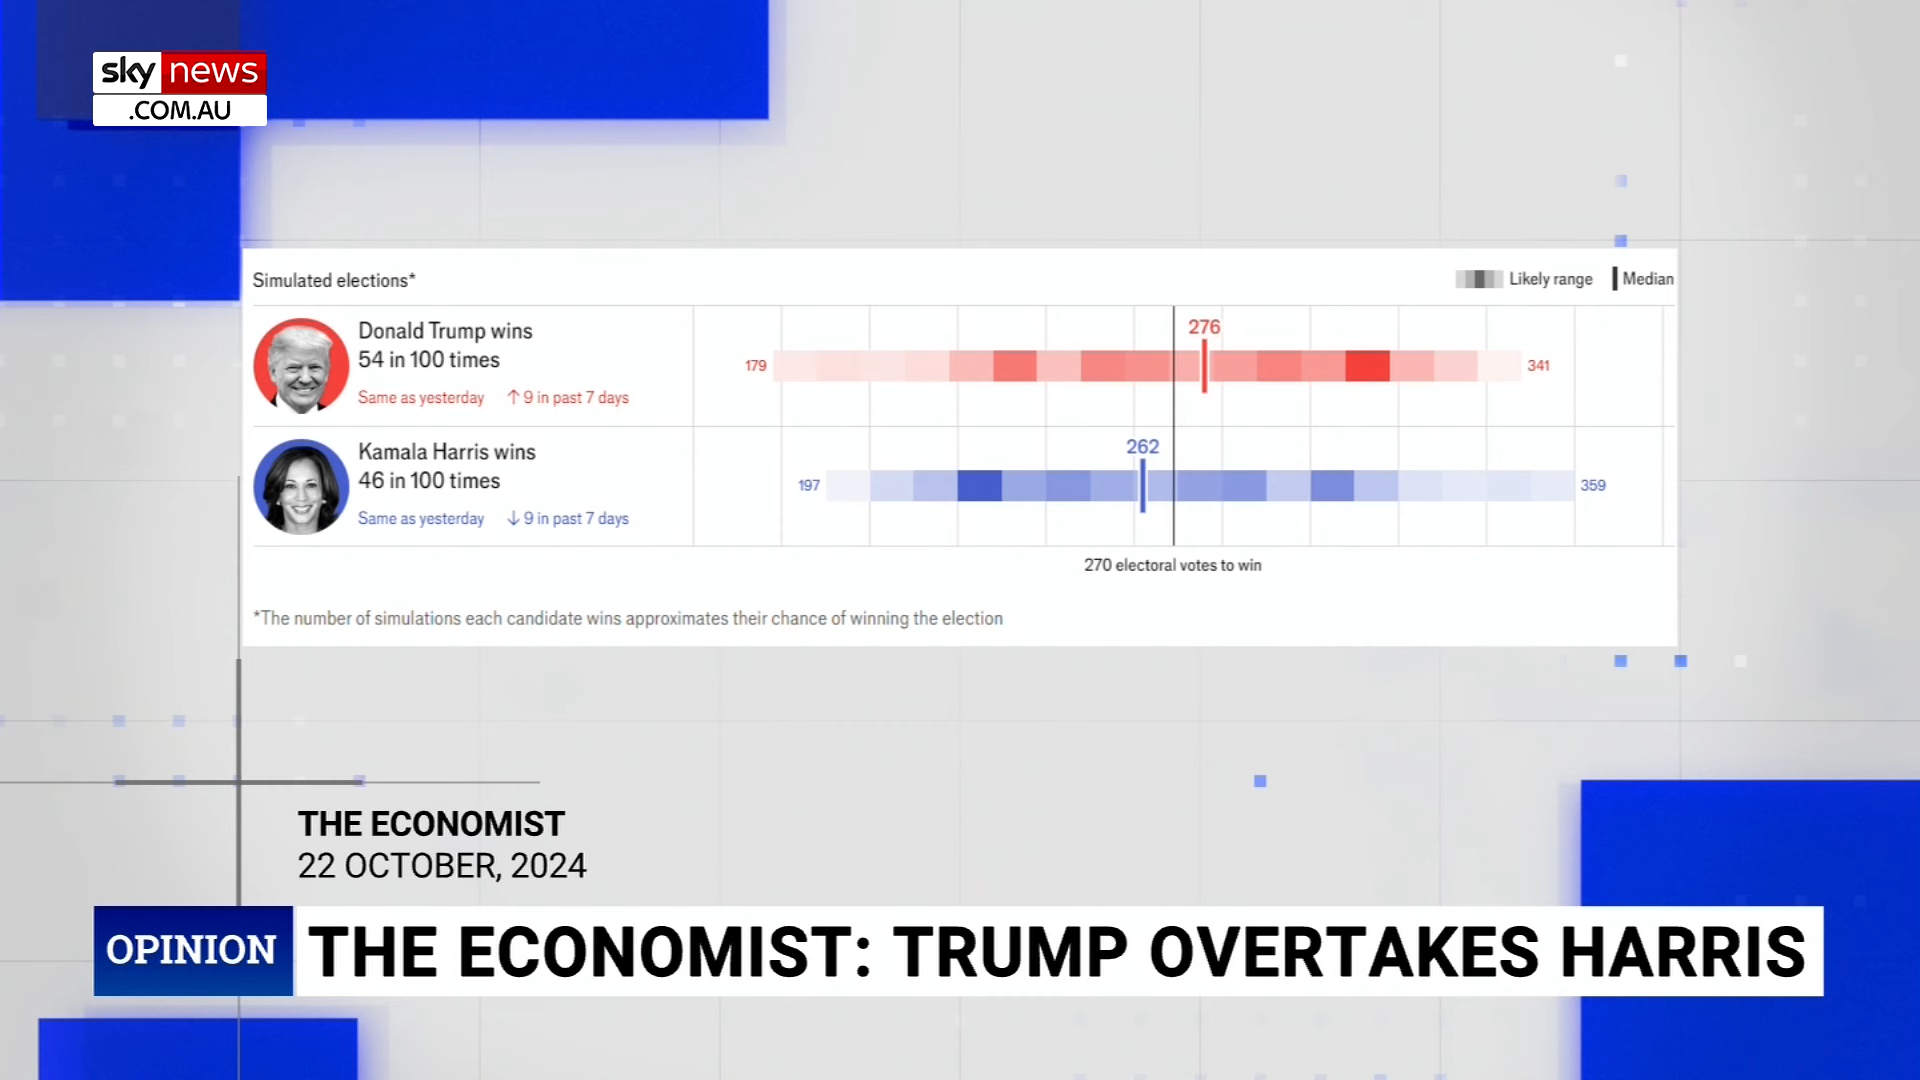 sky news
.COM.AU
Simulated elections*
Likely range
Median
Donald Trump wins
54 in 100 times
Same as yesterday ↑ 9 in past 7 days
179
276
341
Kamala Harris wins
46 in 100 times
Same as yesterday ↓ 9 in past 7 days
197
262
359
270 electoral votes to win
*The number of simulations each candidate wins approximates their chance of winning the election
THE ECONOMIST
22 OCTOBER, 2024
OPINION
THE ECONOMIST: TRUMP OVERTAKES HARRIS